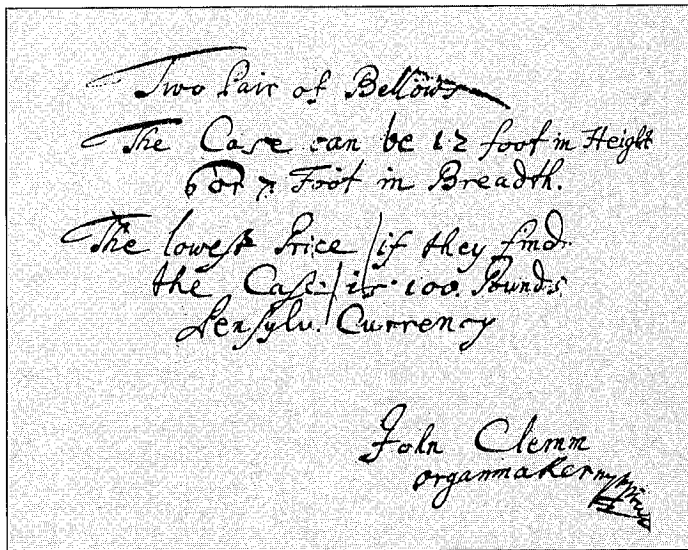 Two Pair of Bellows
The Case can be 12 foot in Height
6 or 7 Foot in Breadth.
The lowest Price /if they find
the Case:/ is 100. Pounds
Pensylv. Currency
John Clemm
organmaker